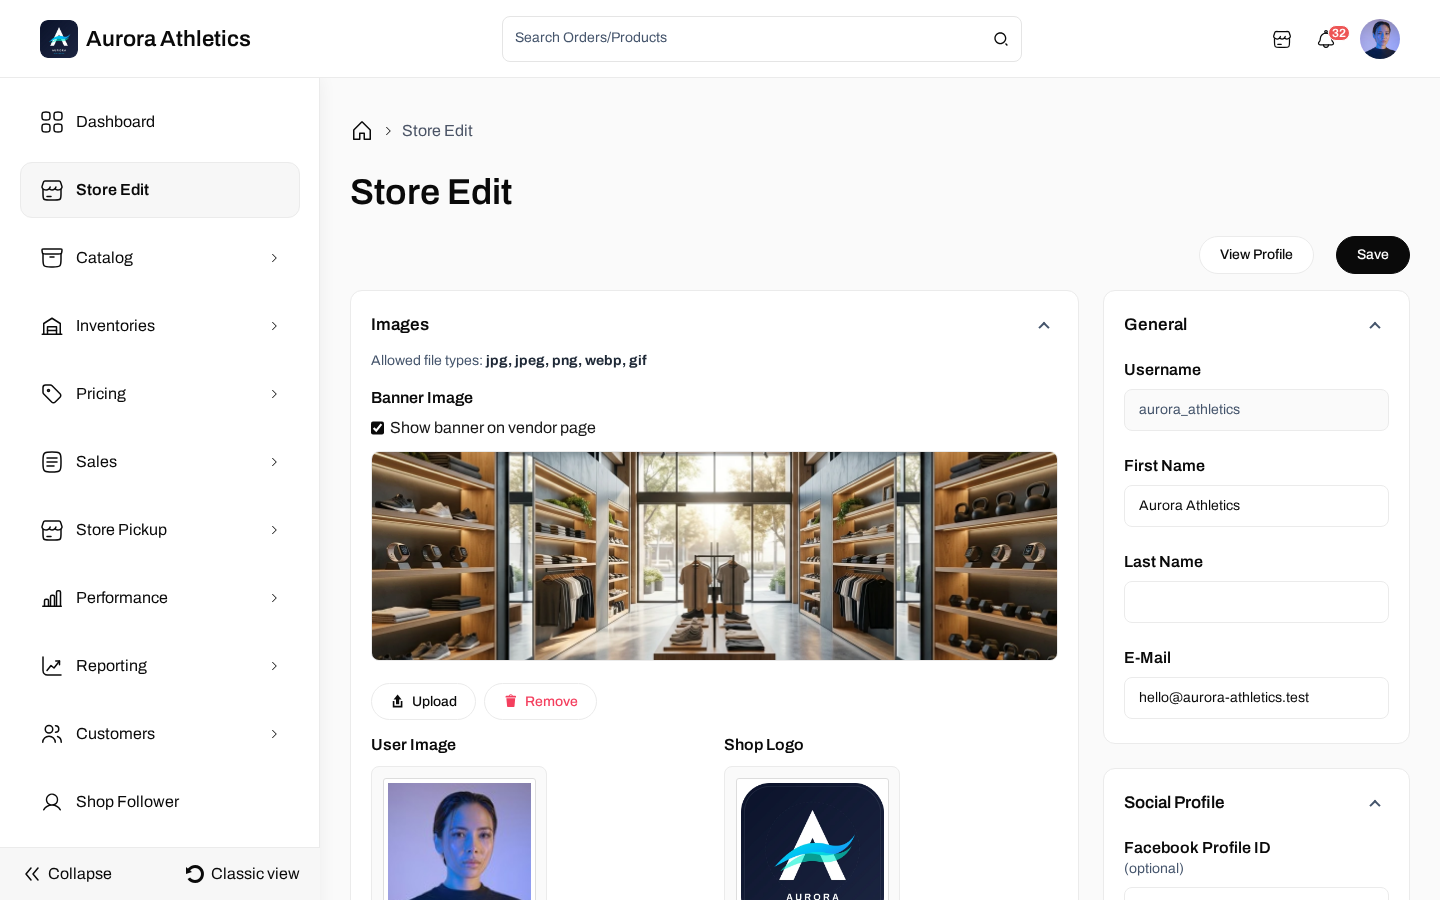 Aurora Athletics
Search Orders/Products
32
Dashboard
Store Edit
Catalog
Inventories
Pricing
Sales
Store Pickup
Performance
Reporting
Customers
Shop Follower
Collapse
Classic view
Store Edit
Store Edit
View Profile
Save
Images
Allowed file types: jpg, jpeg, png, webp, gif
Banner Image
Show banner on vendor page
Upload
Remove
User Image
Shop Logo
AURORA
General
Username
aurora_athletics
First Name
Aurora Athletics
Last Name
E-Mail
hello@aurora-athletics.test
Social Profile
Facebook Profile ID
(optional)